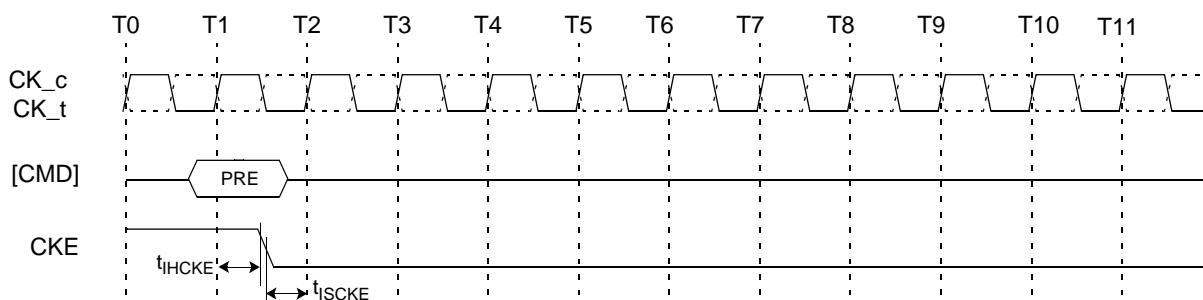 T0 T1 T2 T3 T4 T5 T6 T7 T8 T9 T10 T11
CK_c
CK_t
[CMD] PRE
CKE
tIHCKE
tISCKE